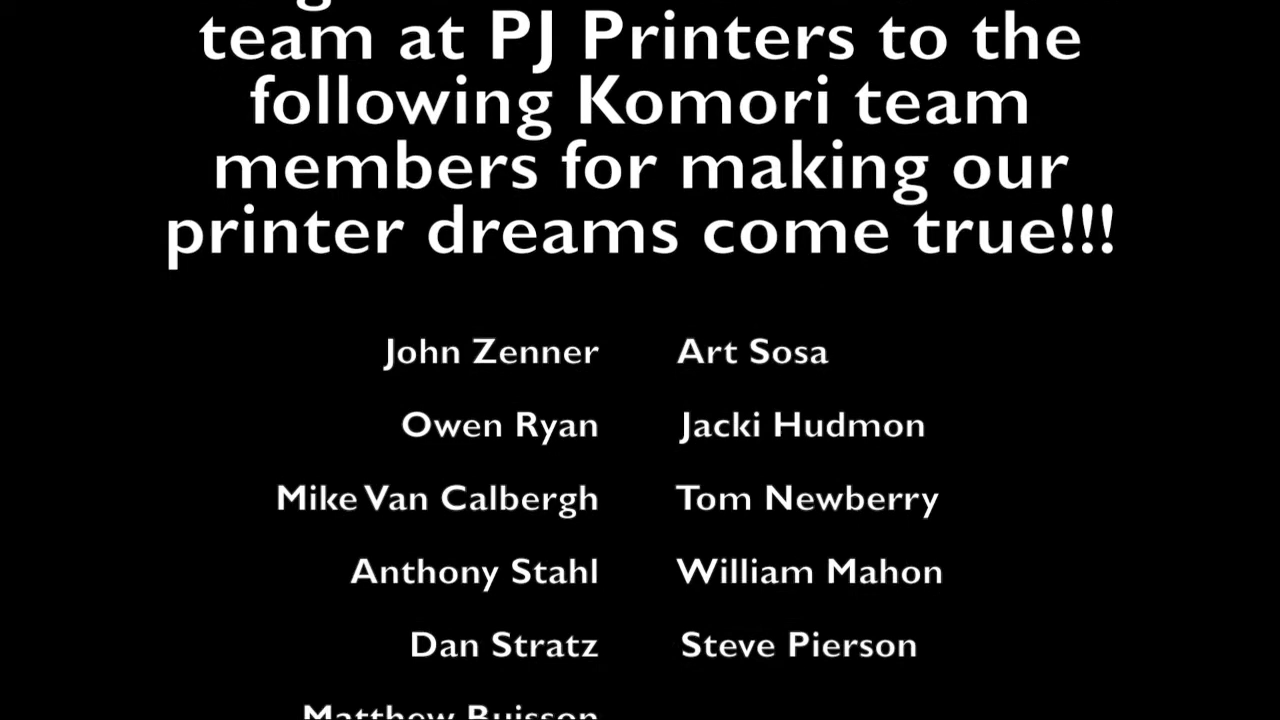 team at PJ Printers to the
following Komori team
members for making our
printer dreams come true!!!
John Zenner Art Sosa
Owen Ryan Jacki Hudmon
Mike Van Calbergh Tom Newberry
Anthony Stahl William Mahon
Dan Stratz Steve Pierson
Matthew Buisson